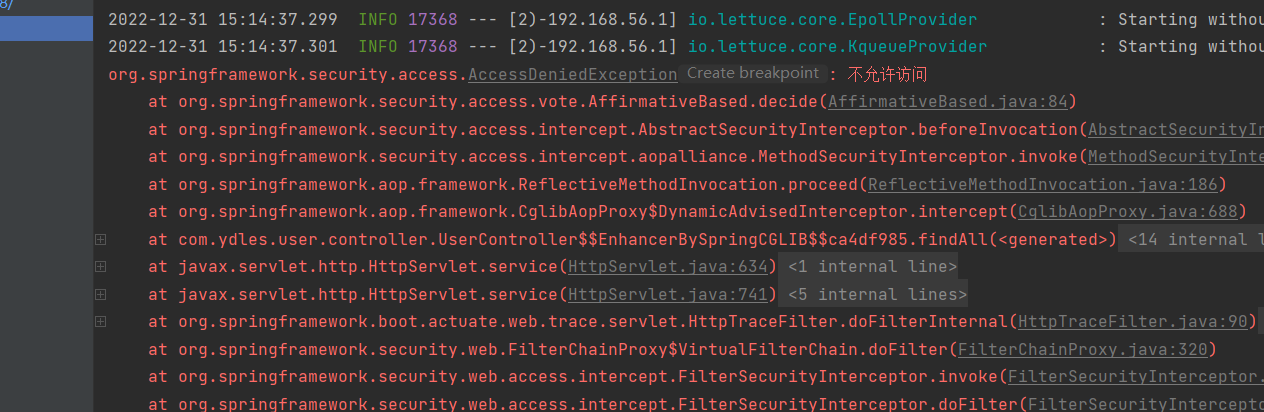 8/
2022-12-31 15:14:37.299  INFO 17368 --- [2)-192.168.56.1] io.lettuce.core.EpollProvider            : Starting withou
2022-12-31 15:14:37.301  INFO 17368 --- [2)-192.168.56.1] io.lettuce.core.KqueueProvider           : Starting withou
org.springframework.security.access.AccessDeniedException Create breakpoint : 不允许访问
at org.springframework.security.access.vote.AffirmativeBased.decide(AffirmativeBased.java:84)
at org.springframework.security.access.intercept.AbstractSecurityInterceptor.beforeInvocation(AbstractSecurityIn
at org.springframework.security.access.intercept.aopalliance.MethodSecurityInterceptor.invoke(MethodSecurityInte
at org.springframework.aop.framework.ReflectiveMethodInvocation.proceed(ReflectiveMethodInvocation.java:186)
at org.springframework.aop.framework.CglibAopProxy$DynamicAdvisedInterceptor.intercept(CglibAopProxy.java:688)
at com.ydles.user.controller.UserController$$EnhancerBySpringCGLIB$$ca4df985.findAll(<generated>) <14 internal l
at javax.servlet.http.HttpServlet.service(HttpServlet.java:634) <1 internal line>
at javax.servlet.http.HttpServlet.service(HttpServlet.java:741) <5 internal lines>
at org.springframework.boot.actuate.web.trace.servlet.HttpTraceFilter.doFilterInternal(HttpTraceFilter.java:90)
at org.springframework.security.web.FilterChainProxy$VirtualFilterChain.doFilter(FilterChainProxy.java:320)
at org.springframework.security.web.access.intercept.FilterSecurityInterceptor.invoke(FilterSecurityInterceptor.
at org.springframework.security.web.access.intercept.FilterSecurityInterceptor.doFilter(FilterSecurityIntercepto